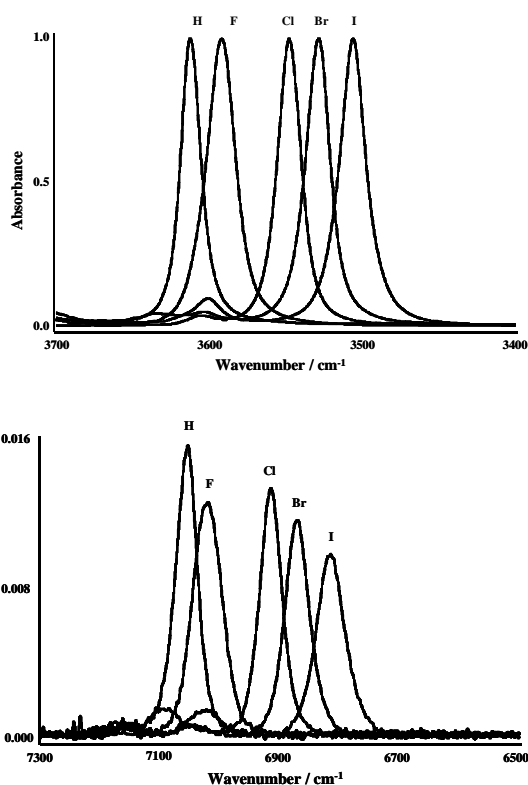 H F Cl Br I
1.0
0.5
0.0
Absorbance
3700 3600 3500 3400
Wavenumber / cm-1
H
F
Cl
Br
I
0.016
0.008
0.000
7300 7100 6900 6700 6500
Wavenumber / cm-1